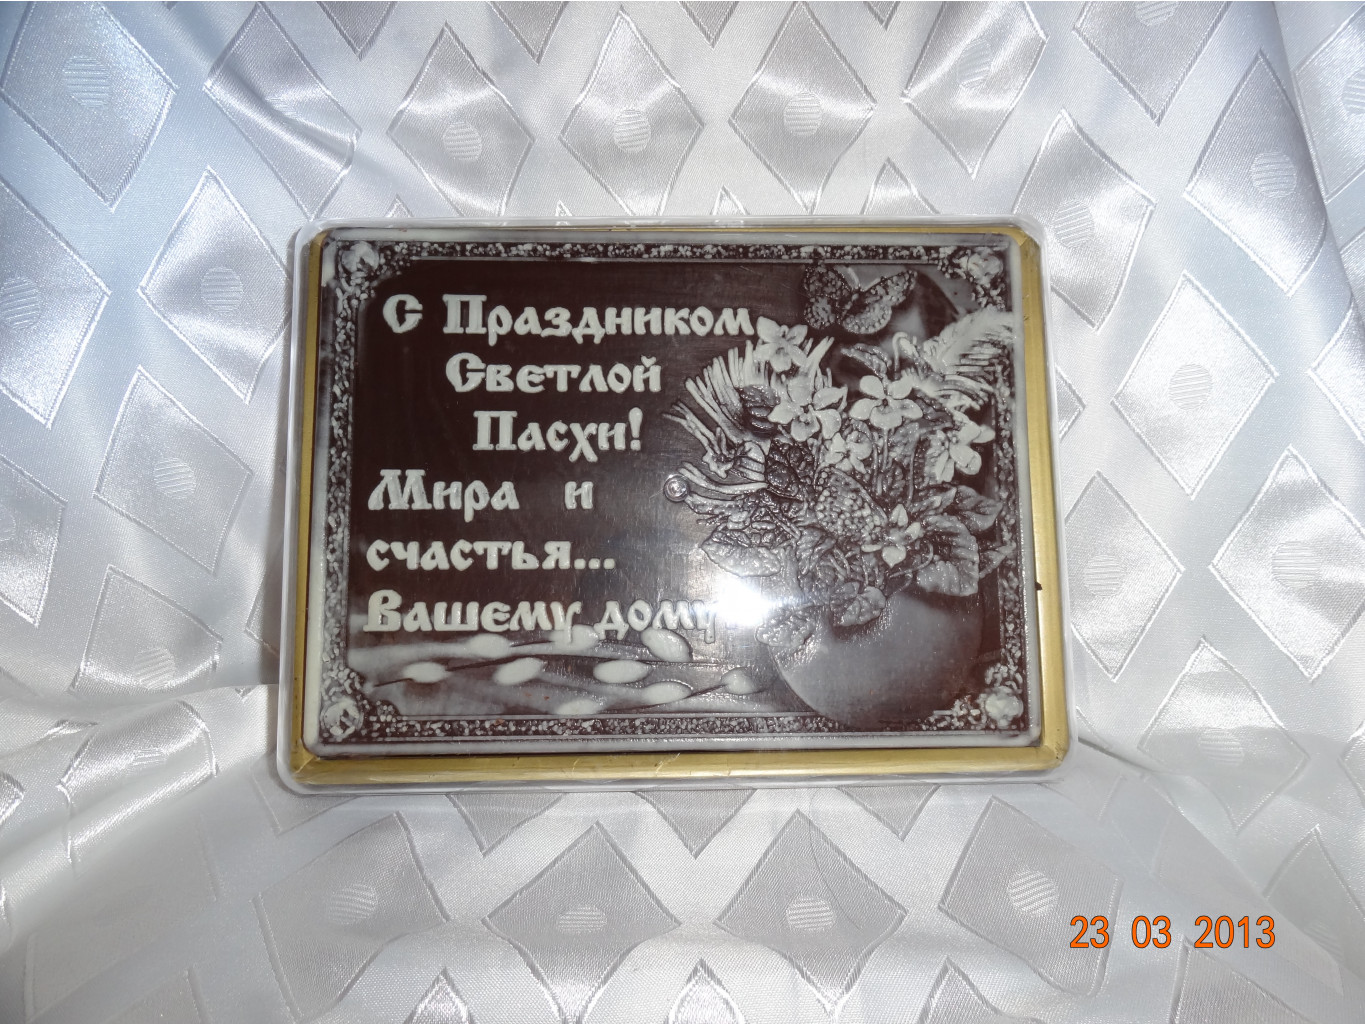 С Праздником
Светлой
Пасхи!
Мира и
счастья...
Вашему дому
23 03 2013